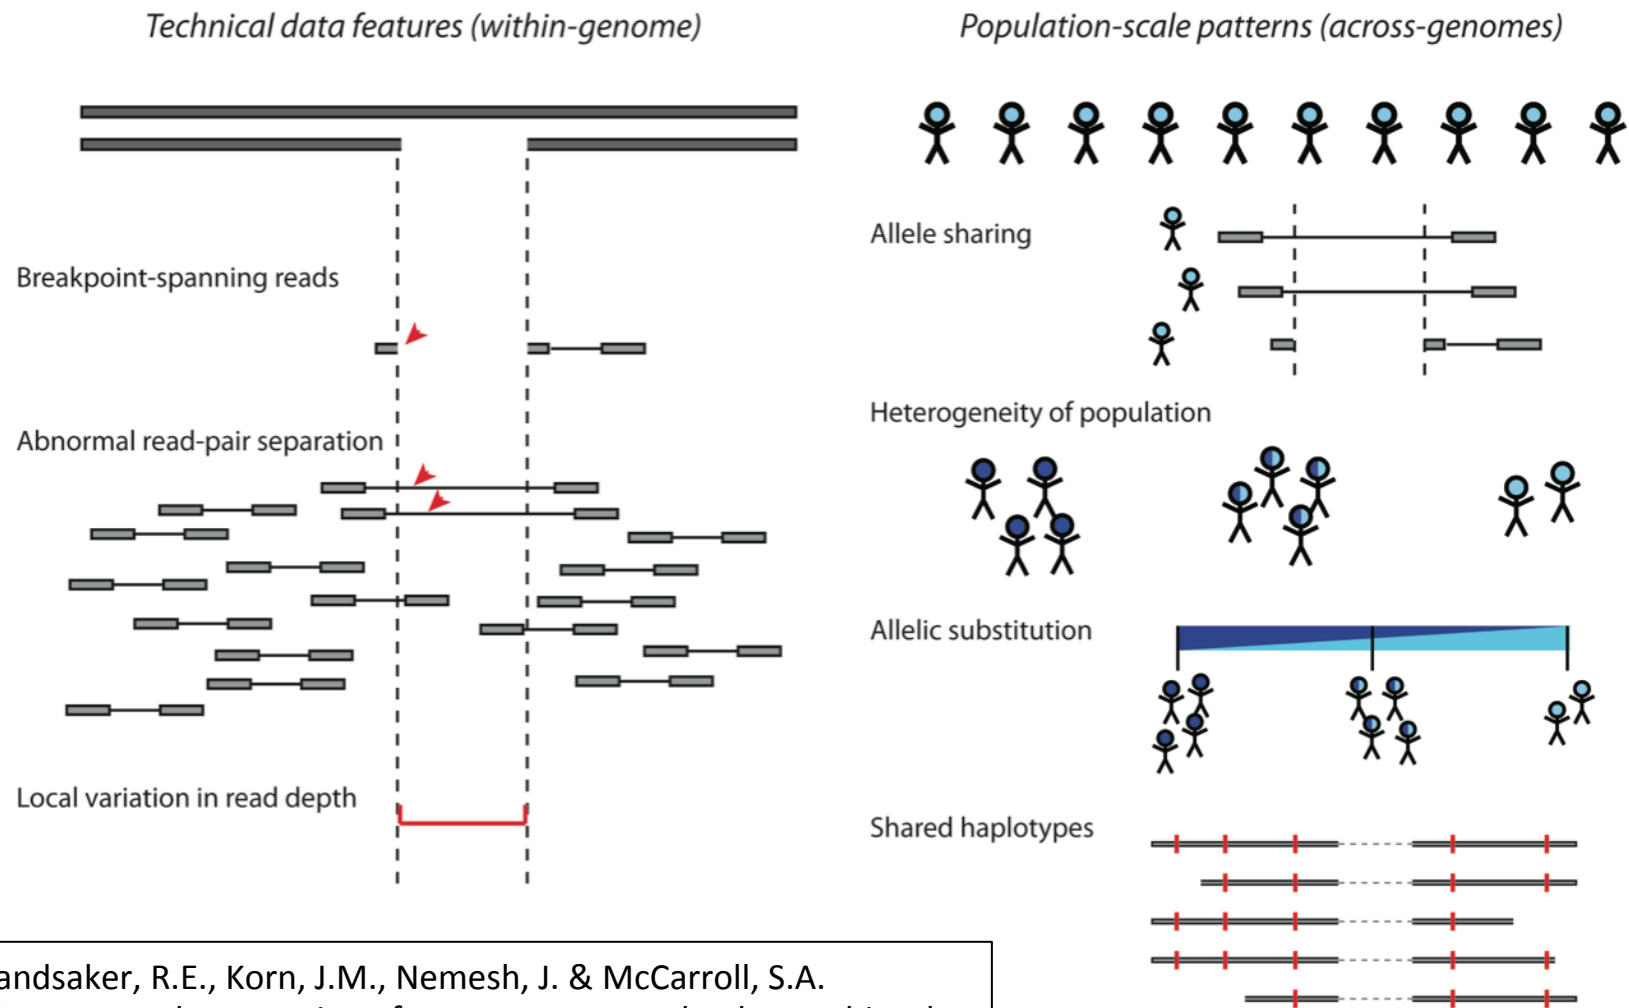 Technical data features (within-genome)
Breakpoint-spanning reads
Abnormal read-pair separation
Local variation in read depth
Population-scale patterns (across-genomes)
Allele sharing
Heterogeneity of population
Allelic substitution
Shared haplotypes
andsaker, R.E., Korn, J.M., Nemesh, J. & McCarroll, S.A.